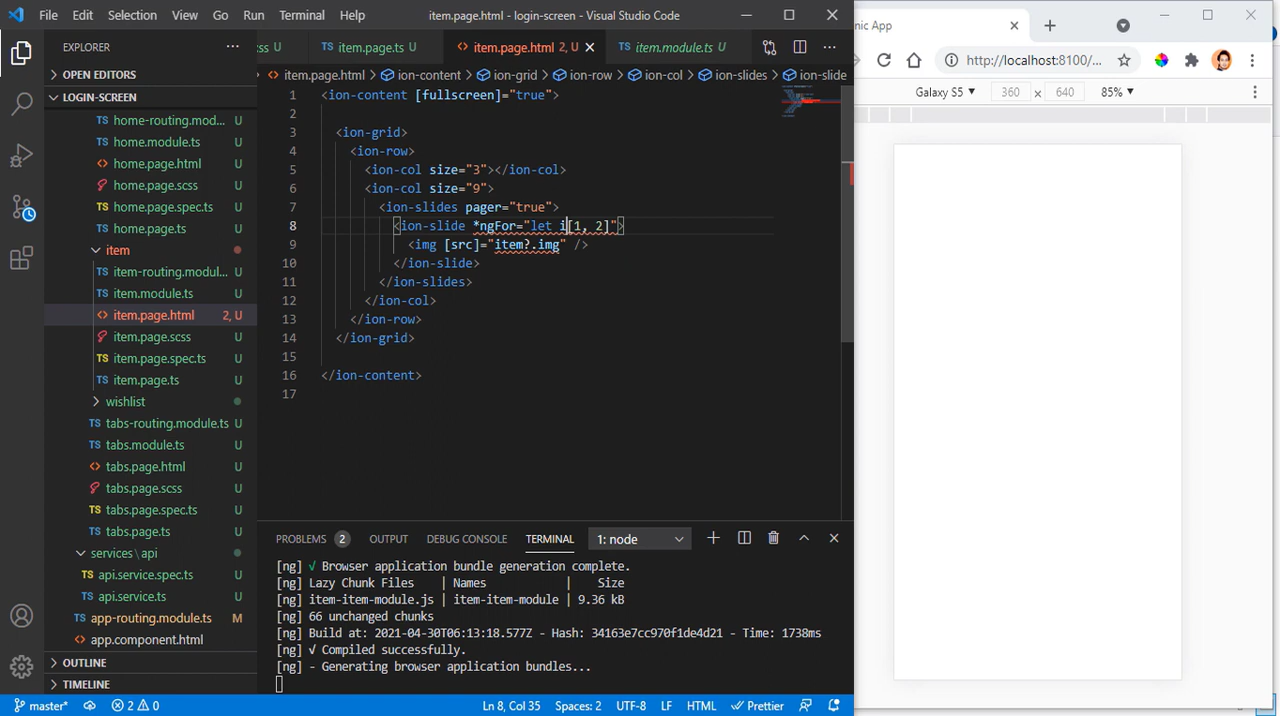 File Edit Selection View Go Run Terminal Help item.page.html - login-screen - Visual Studio Code
EXPLORER
OPEN EDITORS
LOGIN-SCREEN
home-routing.mod... U
home.module.ts U
home.page.html U
home.page.scss U
home.page.spec.ts U
home.page.ts U
item
item-routing.modul... U
item.module.ts U
item.page.html 2, U
item.page.scss U
item.page.spec.ts U
item.page.ts U
wishlist
tabs-routing.module.ts U
tabs.module.ts U
tabs.page.html U
tabs.page.scss U
tabs.page.spec.ts U
tabs.page.ts U
services \ api
api.service.spec.ts U
api.service.ts U
app-routing.module.ts M
app.component.html
OUTLINE
TIMELINE
ss U TS item.page.ts U item.page.html 2, U TS item.module.ts U
item.page.html ion-content ion-grid ion-row ion-col ion-slides ion-slide
1 <ion-content [fullscreen]="true">
2
3 <ion-grid>
4 <ion-row>
5 <ion-col size="3"></ion-col>
6 <ion-col size="9">
7 <ion-slides pager="true">
8 <ion-slide *ngFor="let i[1, 2]">
9 <img [src]="item?.img" />
10 </ion-slide>
11 </ion-slides>
12 </ion-col>
13 </ion-row>
14 </ion-grid>
15
16 </ion-content>
17
PROBLEMS 2 OUTPUT DEBUG CONSOLE TERMINAL 1: node
[ng] √ Browser application bundle generation complete.
[ng] Lazy Chunk Files | Names | Size
[ng] item-item-module.js | item-item-module | 9.36 kB
[ng] 66 unchanged chunks
[ng] Build at: 2021-04-30T06:13:18.577Z - Hash: 34163e7cc970f1de4d21 - Time: 1738ms
[ng] √ Compiled successfully.
[ng] - Generating browser application bundles...
master* 2 0 Ln 8, Col 35 Spaces: 2 UTF-8 LF HTML Prettier
nic App
http://localhost:8100/...
Galaxy S5 360 x 640 85%